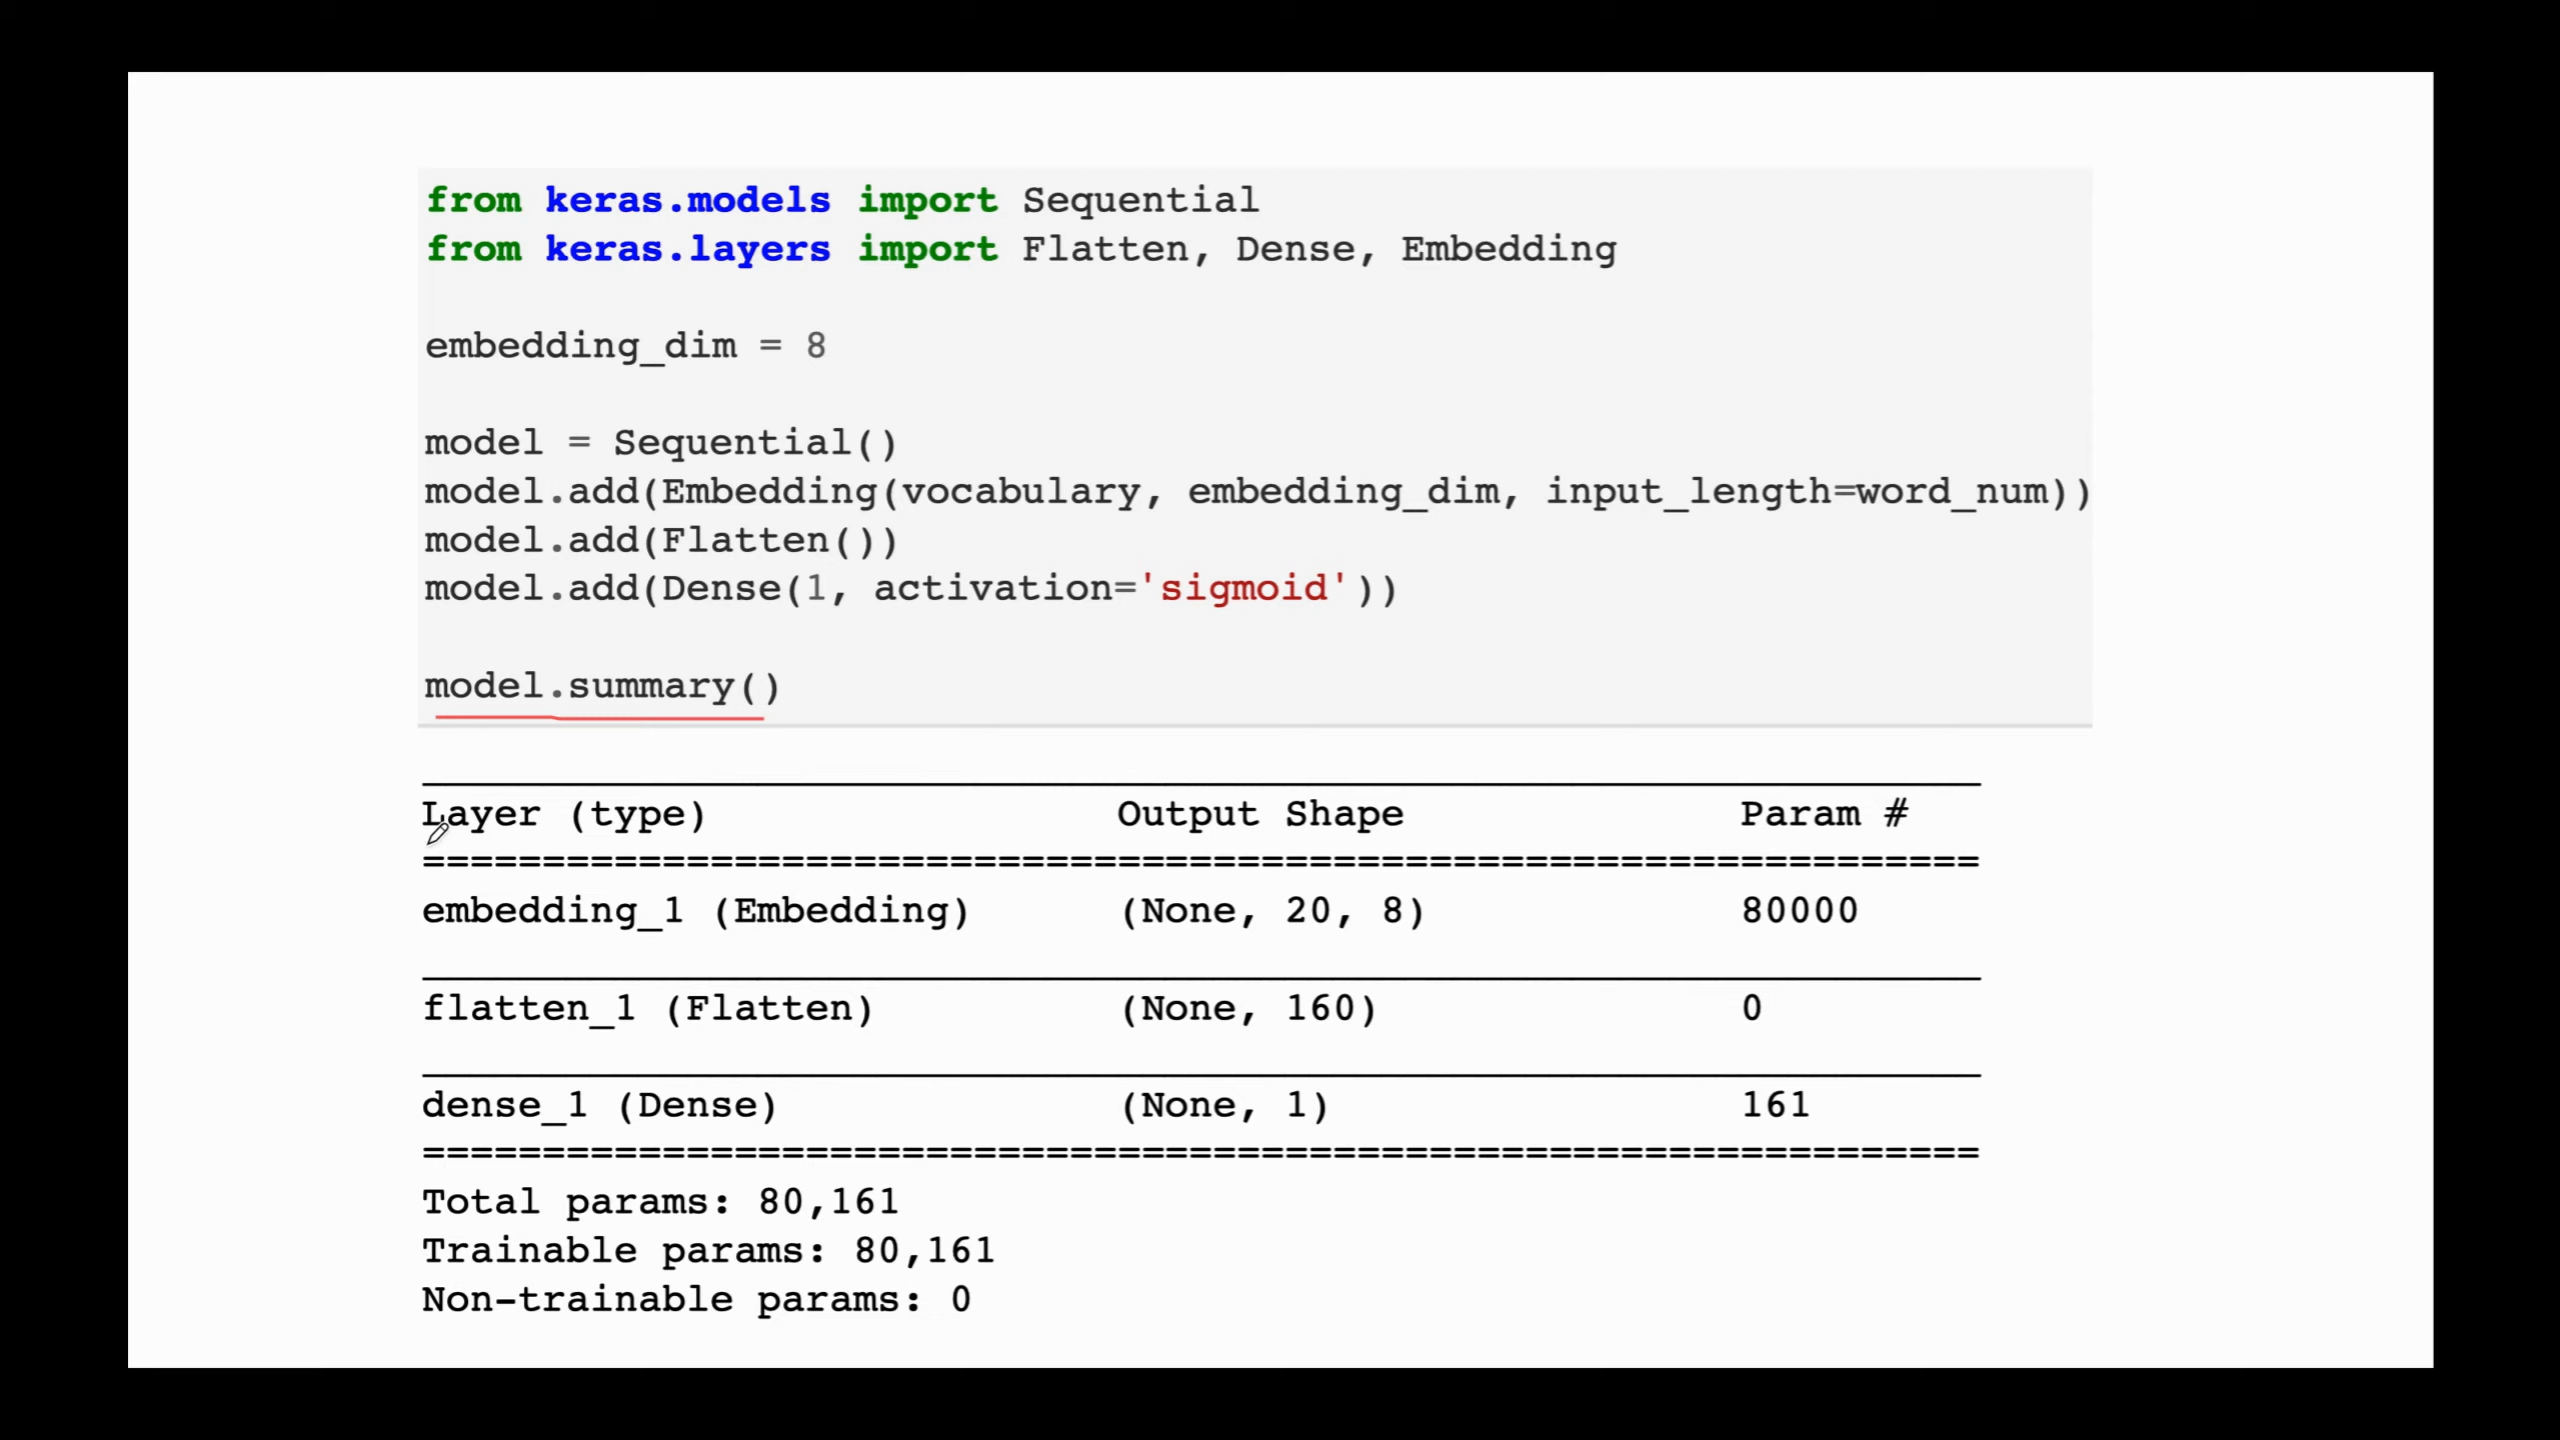 from keras.models import Sequential
from keras.layers import Flatten, Dense, Embedding
embedding_dim = 8
model = Sequential()
model.add(Embedding(vocabulary, embedding_dim, input_length=word_num))
model.add(Flatten())
model.add(Dense(1, activation='sigmoid'))
model.summary()
Layer (type) Output Shape Param #
=================================================================
embedding_1 (Embedding) (None, 20, 8) 80000
flatten_1 (Flatten) (None, 160) 0
dense_1 (Dense) (None, 1) 161
=================================================================
Total params: 80,161
Trainable params: 80,161
Non-trainable params: 0